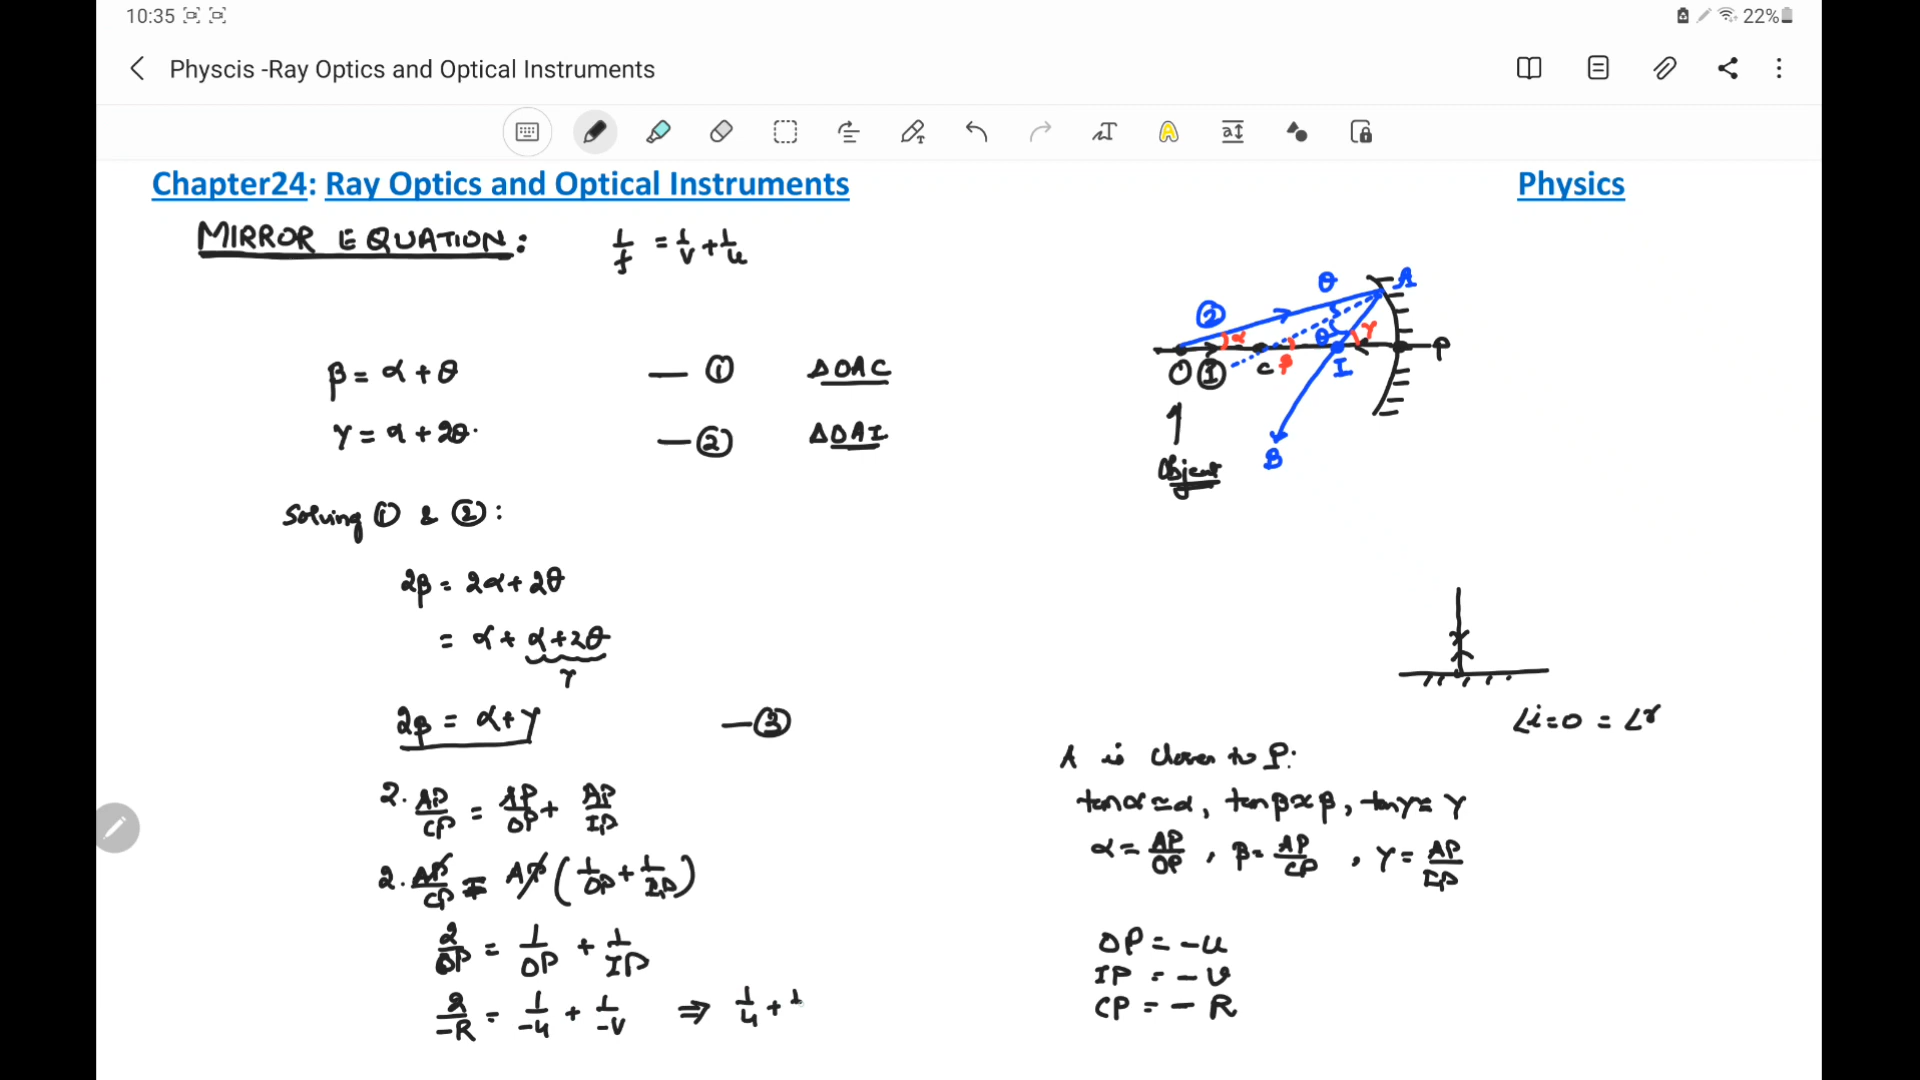 10:35 22%
Physcis -Ray Optics and Optical Instruments
Chapter24: Ray Optics and Optical Instruments
Physics
MIRROR EQUATION: 1/f = 1/v + 1/u
β = α + θ — ① ΔOAC
γ = α + 2θ. — ② ΔOAI
Solving ① & ②:
2β = 2α + 2θ
= α + α + 2θ
γ
2β = α + γ — ③
2. AP/CP = AP/OP + AP/IP
2. AP/CP = AP (1/OP + 1/IP)
2/OP = 1/OP + 1/IP
2/-R = 1/-u + 1/-v ⇒ 1/u + 1
θ A
② α θ γ
O ① C β I P
B
Object
∠i=0 = ∠r
A is closer to P:
tanα ≃ α, tanβ ≃ β, tanγ ≃ γ
α = AP/OP , β = AP/CP , γ = AP/IP
OP = -u
IP = -v
CP = - R